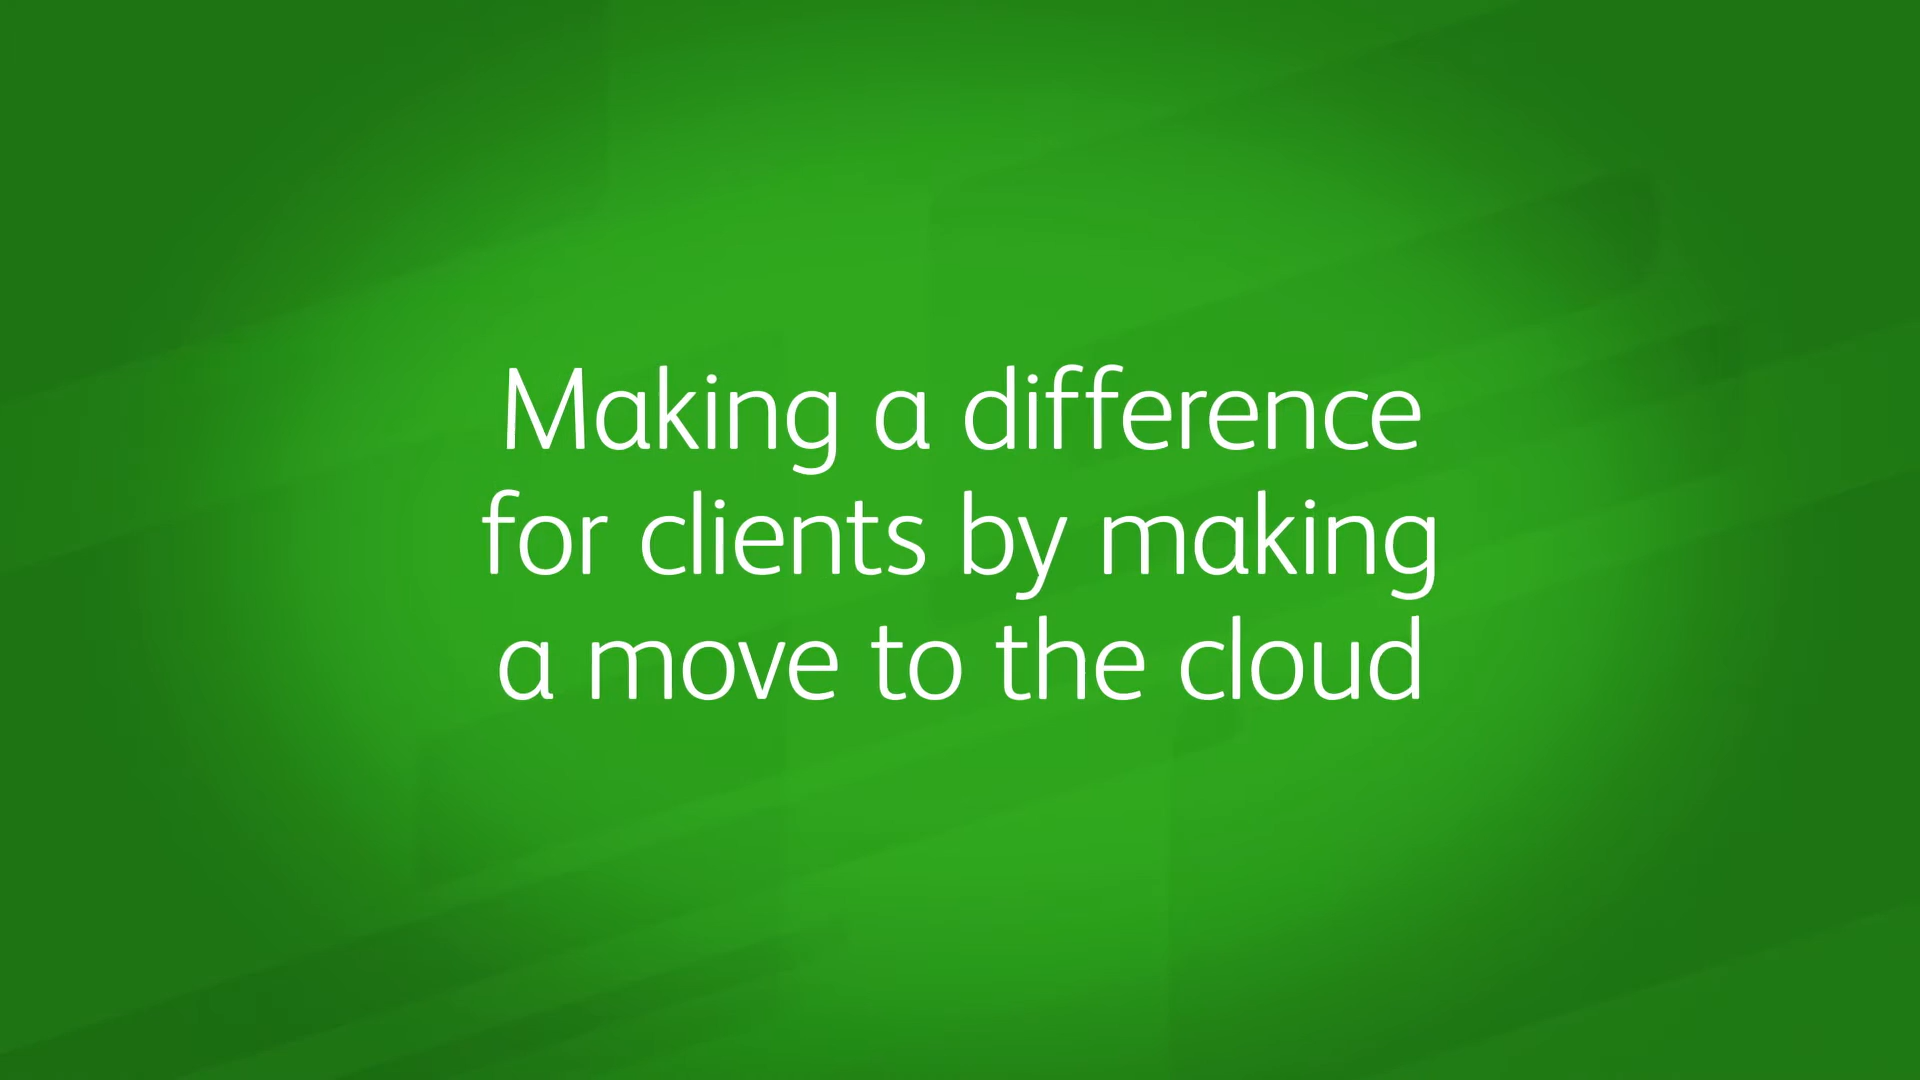 Making a difference
for clients by making
a move to the cloud